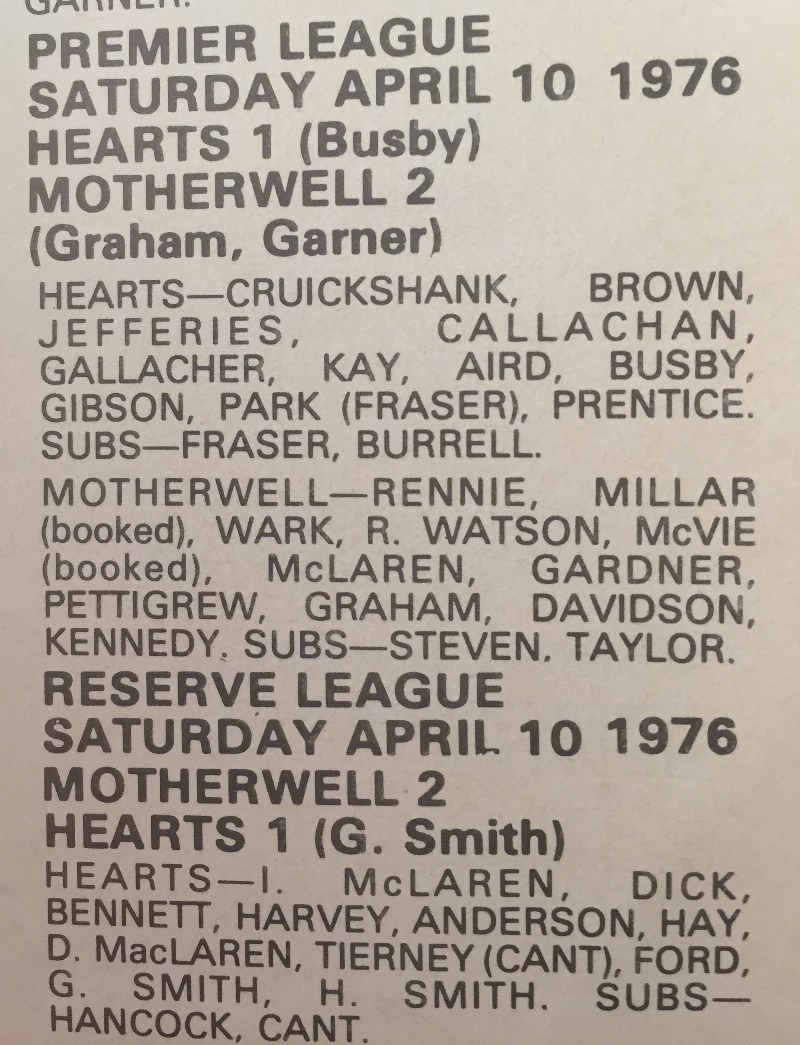 GARNER.
PREMIER LEAGUE
SATURDAY APRIL 10 1976
HEARTS 1 (Busby)
MOTHERWELL 2
(Graham, Garner)
HEARTS—CRUICKSHANK, BROWN,
JEFFERIES, CALLACHAN,
GALLACHER, KAY, AIRD, BUSBY,
GIBSON, PARK (FRASER), PRENTICE.
SUBS—FRASER, BURRELL.
MOTHERWELL—RENNIE, MILLAR
(booked), WARK, R. WATSON, McVIE
(booked), McLAREN, GARDNER,
PETTIGREW, GRAHAM, DAVIDSON,
KENNEDY. SUBS—STEVEN. TAYLOR.
RESERVE LEAGUE
SATURDAY APRIL 10 1976
MOTHERWELL 2
HEARTS 1 (G. Smith)
HEARTS—I. McLAREN, DICK,
BENNETT, HARVEY, ANDERSON, HAY,
D. MacLAREN, TIERNEY (CANT), FORD,
G. SMITH, H. SMITH. SUBS—
HANCOCK, CANT.